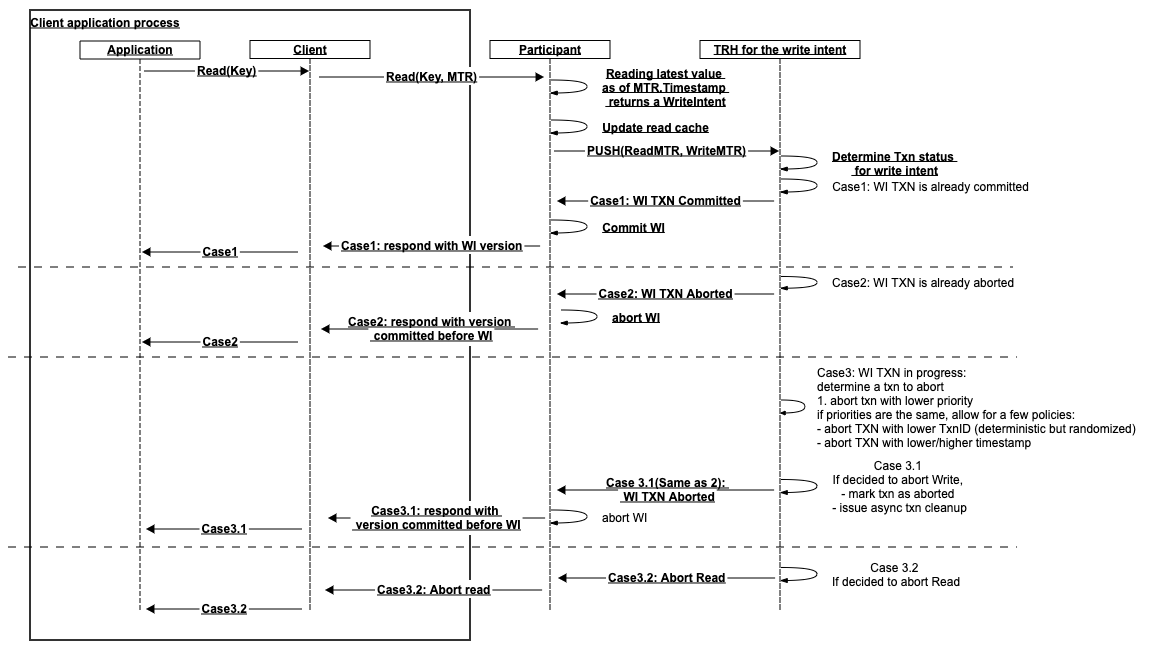 Client application process
Application
Client
Participant
TRH for the write intent
Read(Key)
Read(Key, MTR)
Reading latest value
as of MTR.Timestamp
returns a WriteIntent
Update read cache
PUSH(ReadMTR, WriteMTR)
Determine Txn status
for write intent
Case1: WI TXN is already committed
Case1: WI TXN Committed
Commit WI
Case1: respond with WI version
Case1
Case2: WI TXN is already aborted
Case2: WI TXN Aborted
abort WI
Case2: respond with version
committed before WI
Case2
Case3: WI TXN in progress:
determine a txn to abort
1. abort txn with lower priority
if priorities are the same, allow for a few policies:
- abort TXN with lower TxnID (deterministic but randomized)
- abort TXN with lower/higher timestamp
Case 3.1
If decided to abort Write,
- mark txn as aborted
- issue async txn cleanup
Case 3.1(Same as 2):
WI TXN Aborted
abort WI
Case3.1: respond with
version committed before WI
Case3.1
Case 3.2
If decided to abort Read
Case3.2: Abort Read
Case3.2: Abort read
Case3.2